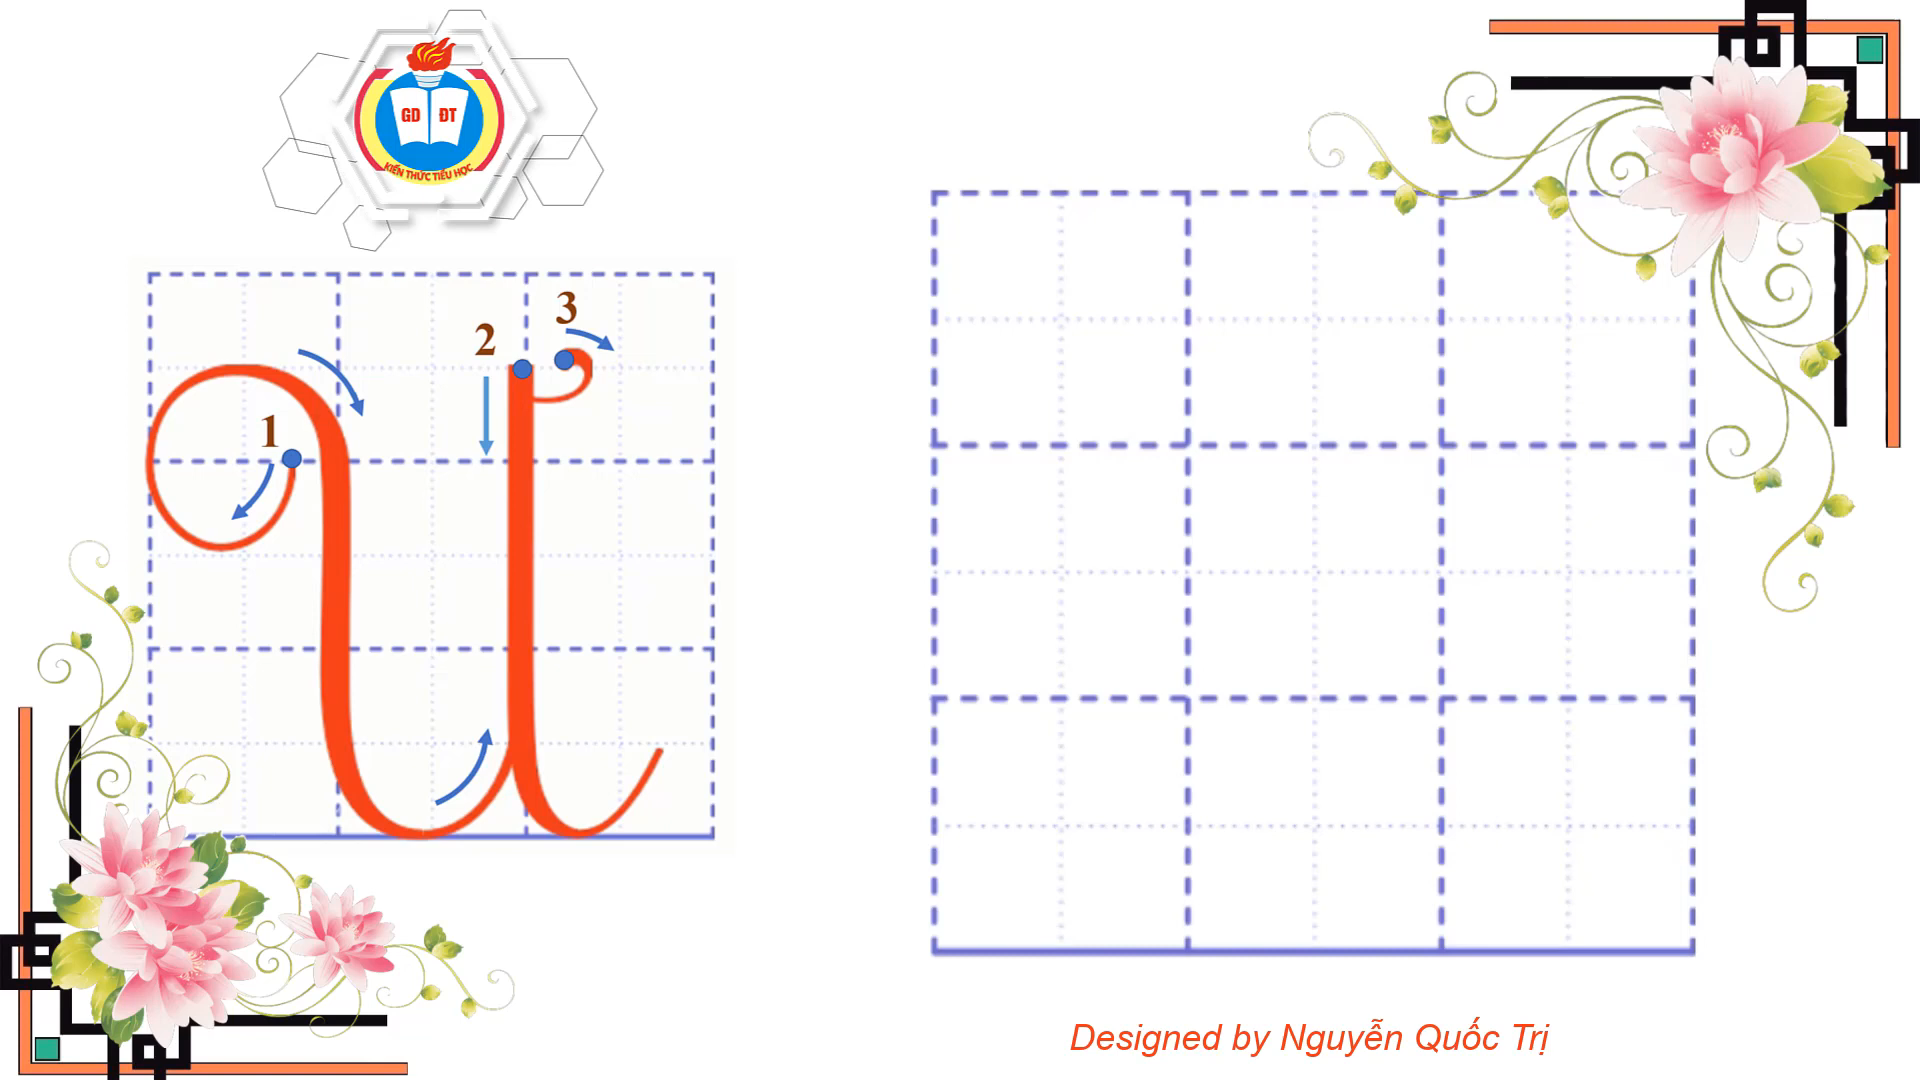 GD ĐT
KIẾN THỨC TIỂU HỌC
1
2
3
Ư
Designed by Nguyễn Quốc Trị